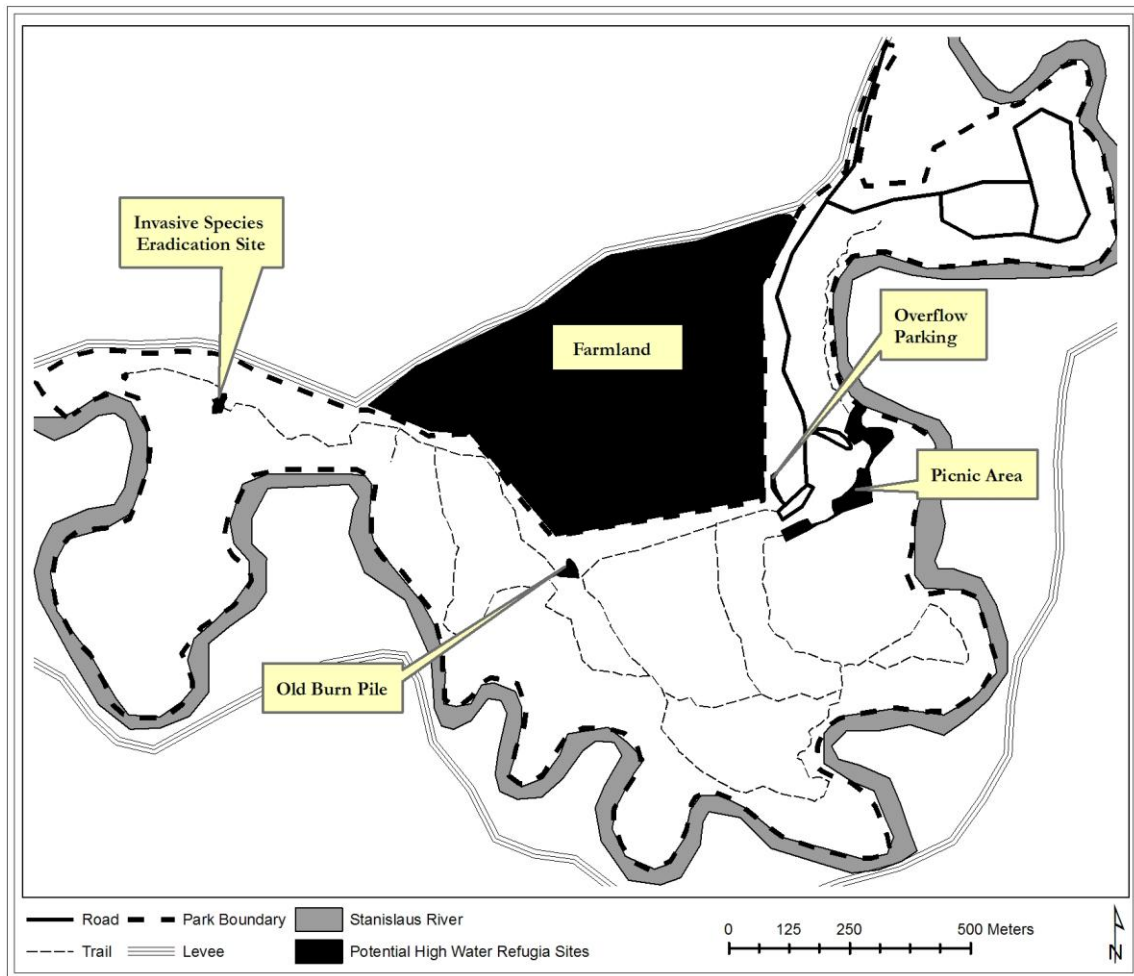 Invasive Species
Eradication Site
Farmland
Overflow
Parking
Picnic Area
Old Burn Pile
Road
Park Boundary
Stanislaus River
Trail
Levee
Potential High Water Refugia Sites
0 125 250 500 Meters
N